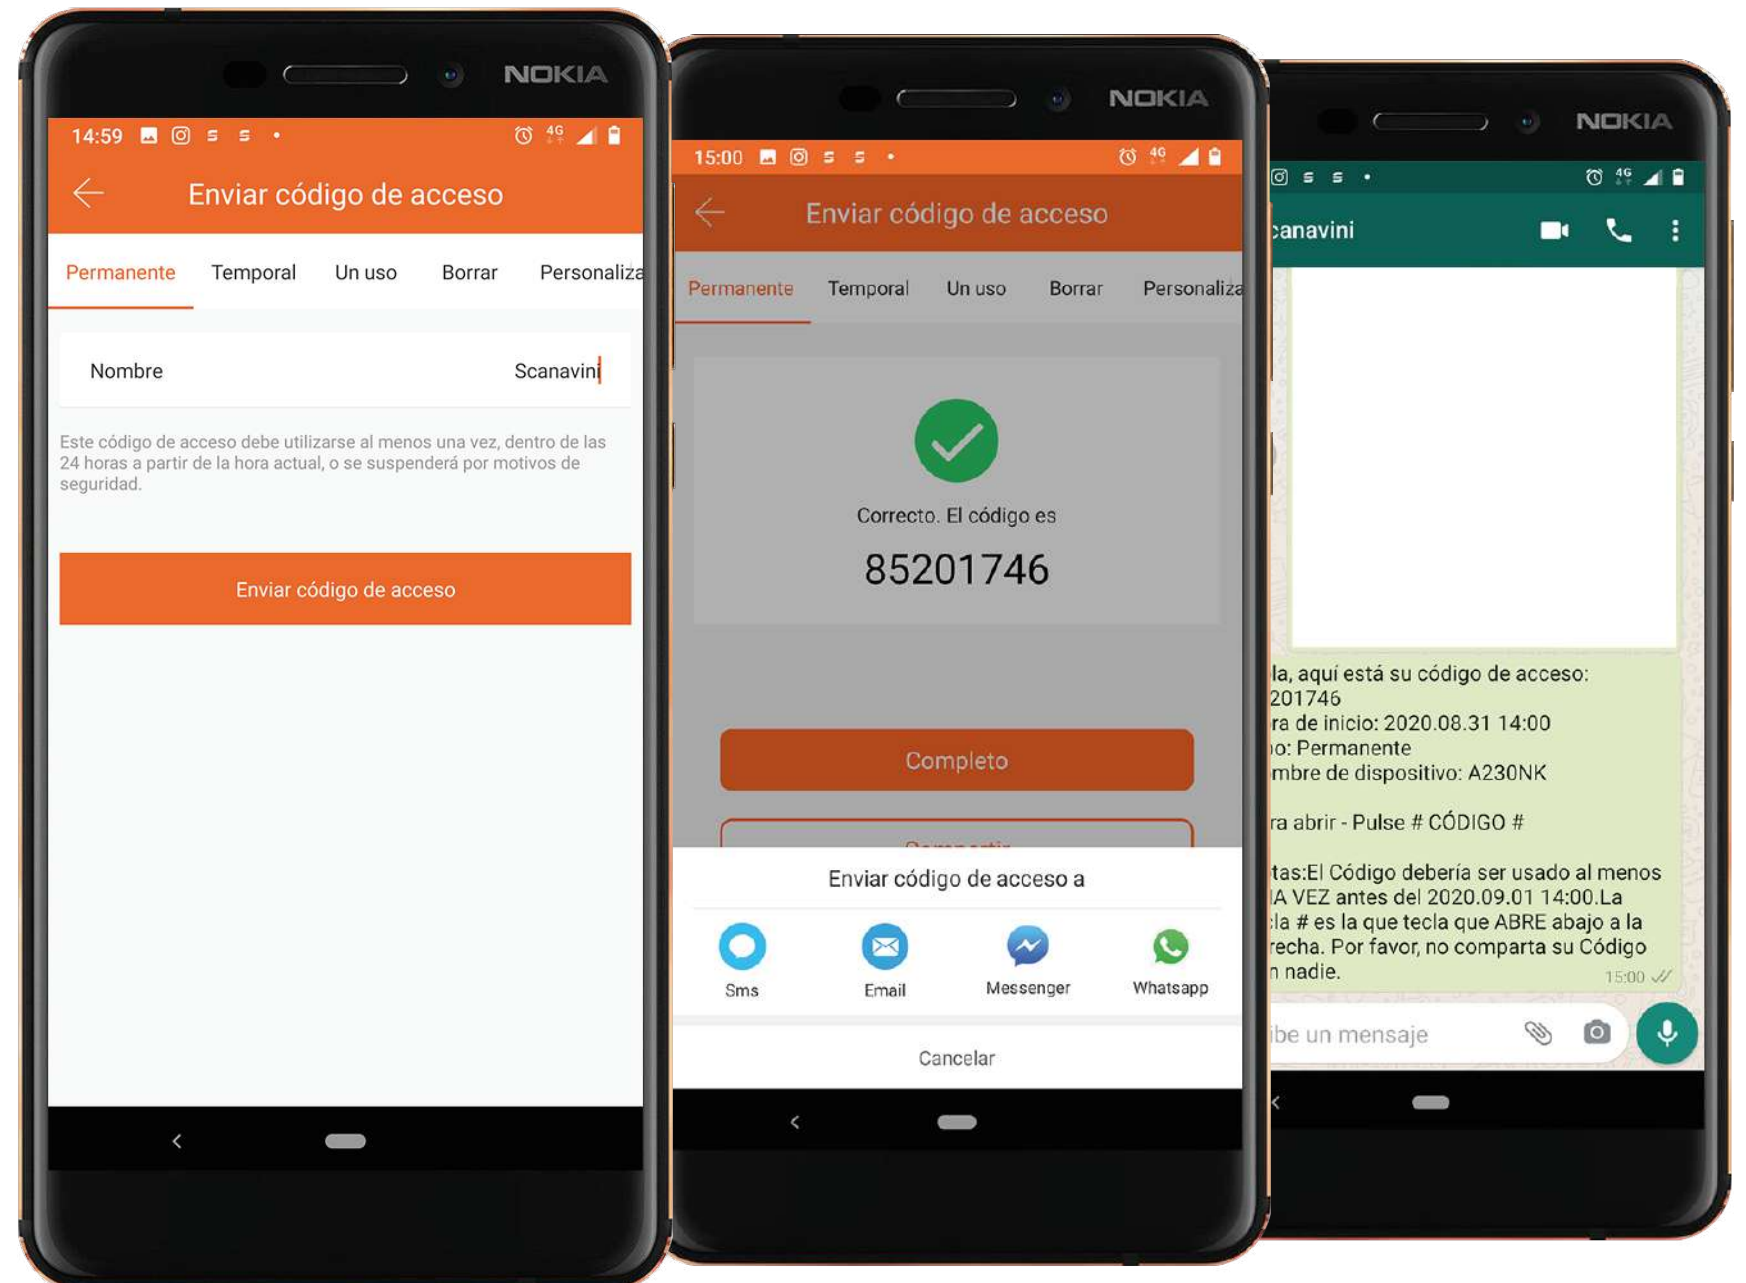 NOKIA
14:59
4G
Enviar código de acceso
Permanente Temporal Un uso Borrar Personaliza
Nombre Scanavini
Este código de acceso debe utilizarse al menos una vez, dentro de las
24 horas a partir de la hora actual, o se suspenderá por motivos de
seguridad.
Enviar código de acceso
NOKIA
15:00
4G
Enviar código de acceso
Permanente Temporal Un uso Borrar Personaliza
Correcto. El código es
85201746
Completo
Compartir
Enviar código de acceso a
Sms Email Messenger Whatsapp
Cancelar
NOKIA
4G
canavini
la, aquí está su código de acceso:
201746
ra de inicio: 2020.08.31 14:00
o: Permanente
mbre de dispositivo: A230NK
ra abrir - Pulse # CÓDIGO #
tas:El Código debería ser usado al menos
IA VEZ antes del 2020.09.01 14:00.La
cla # es la que tecla que ABRE abajo a la
recha. Por favor, no comparta su Código
n nadie.
15:00
ibe un mensaje